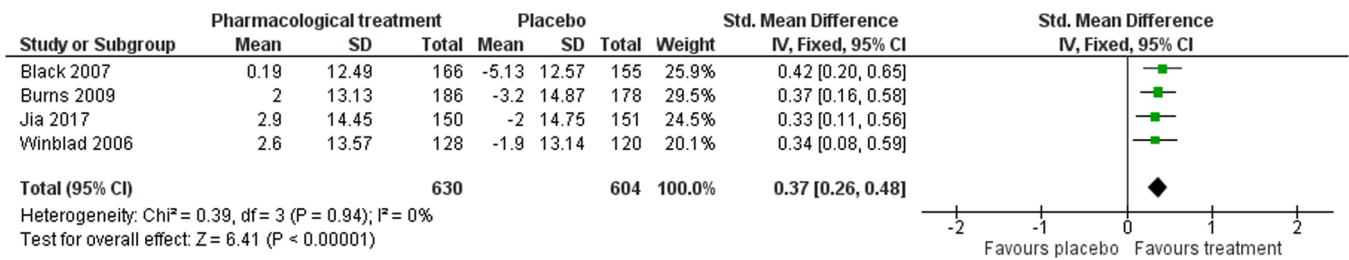 Pharmacological treatment Placebo Std. Mean Difference Std. Mean Difference
Study or Subgroup Mean SD Total Mean SD Total Weight IV, Fixed, 95% CI IV, Fixed, 95% CI
Black 2007 0.19 12.49 166 -5.13 12.57 155 25.9% 0.42 [0.20, 0.65]
Burns 2009 2 13.13 186 -3.2 14.87 178 29.5% 0.37 [0.16, 0.58]
Jia 2017 2.9 14.45 150 -2 14.75 151 24.5% 0.33 [0.11, 0.56]
Winblad 2006 2.6 13.57 128 -1.9 13.14 120 20.1% 0.34 [0.08, 0.59]
Total (95% CI) 630 604 100.0% 0.37 [0.26, 0.48]
Heterogeneity: Chi² = 0.39, df = 3 (P = 0.94); I² = 0%
Test for overall effect: Z = 6.41 (P < 0.00001)
-2 -1 0 1 2
Favours placebo Favours treatment